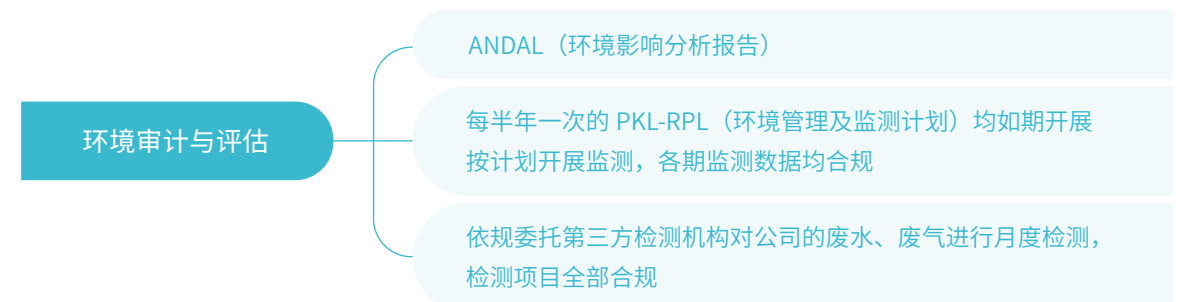 环境审计与评估
ANDAL（环境影响分析报告）
每半年一次的 PKL-RPL（环境管理及监测计划）均如期开展
按计划开展监测，各期监测数据均合规
依规委托第三方检测机构对公司的废水、废气进行月度检测，
检测项目全部合规